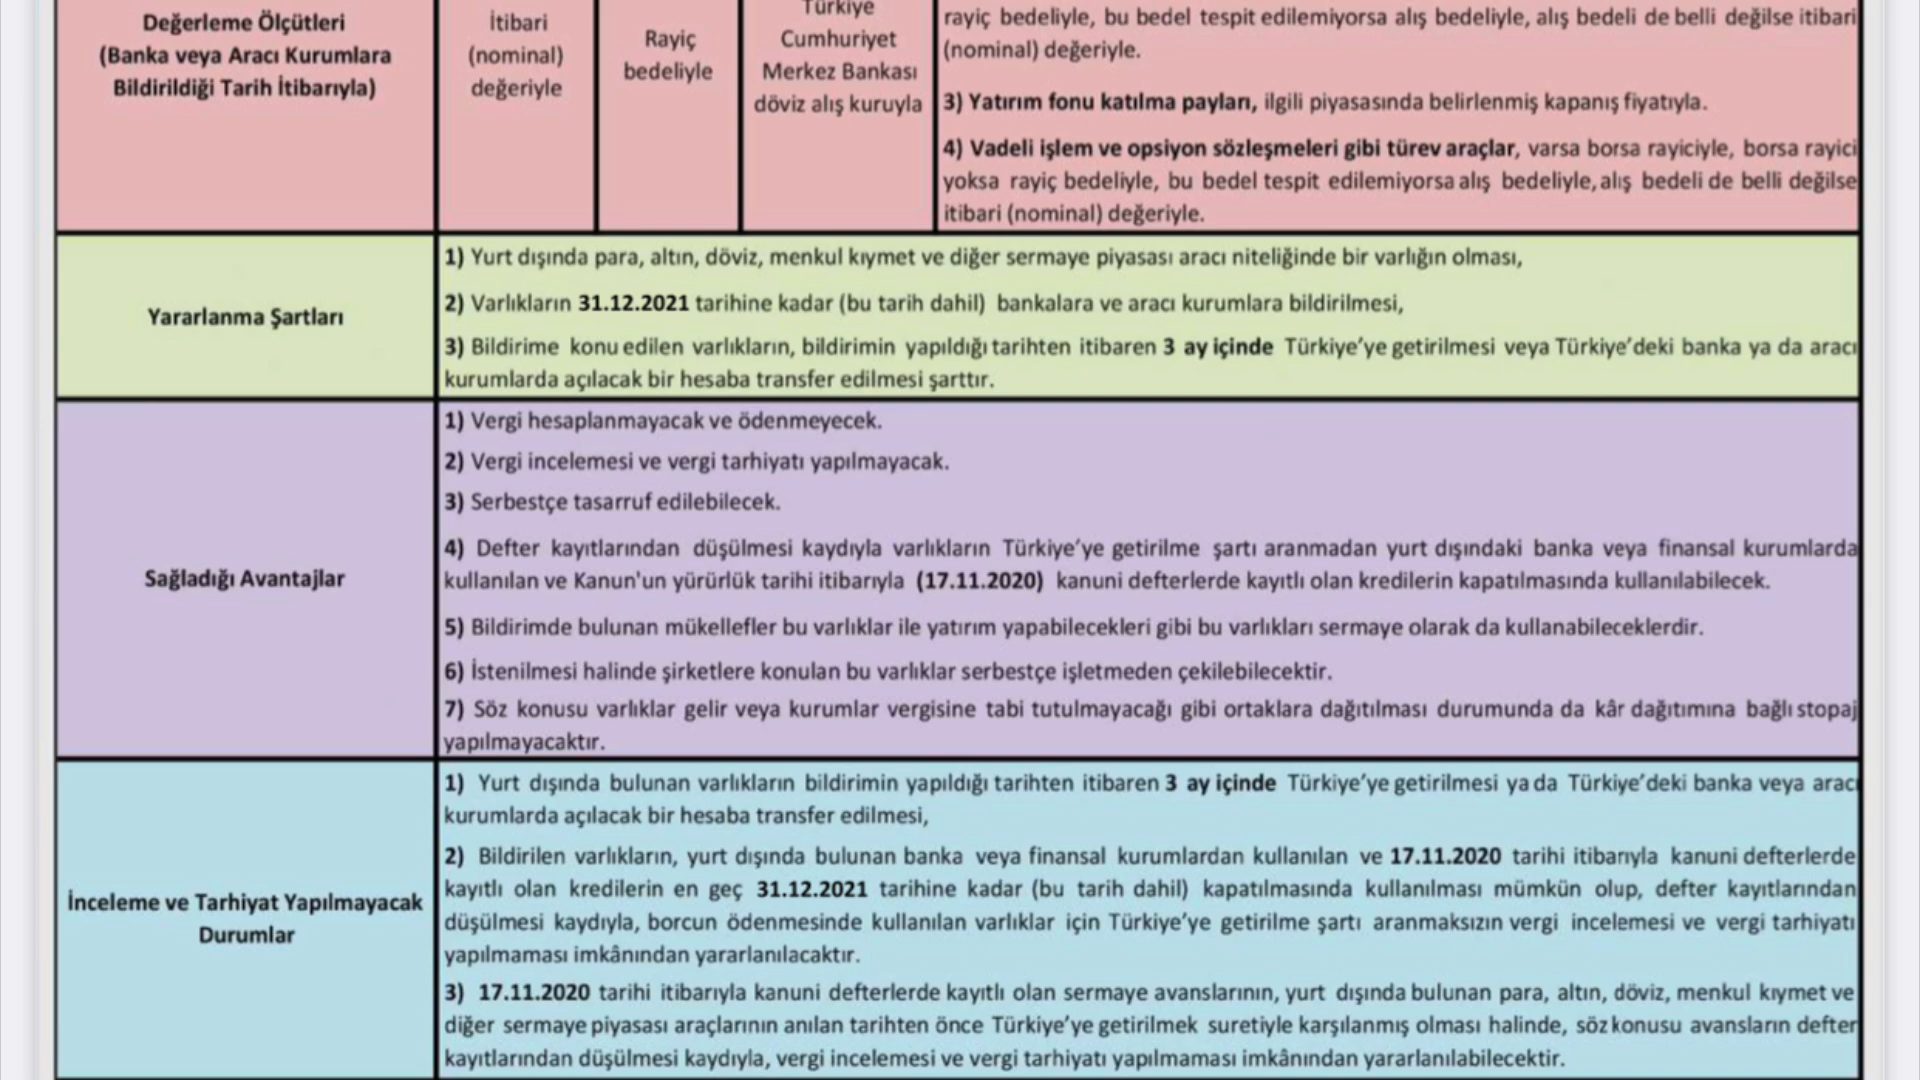 Değerleme Ölçütleri
(Banka veya Aracı Kurumlara
Bildirildiği Tarih İtibarıyla)
İtibari
(nominal)
değeriyle
Rayiç
bedeliyle
Türkiye
Cumhuriyet
Merkez Bankası
döviz alış kuruyla
rayiç bedeliyle, bu bedel tespit edilemiyorsa alış bedeliyle, alış bedeli de belli değilse itibari
(nominal) değeriyle.
3) Yatırım fonu katılma payları, ilgili piyasasında belirlenmiş kapanış fiyatıyla.
4) Vadeli işlem ve opsiyon sözleşmeleri gibi türev araçlar, varsa borsa rayiciyle, borsa rayici
yoksa rayiç bedeliyle, bu bedel tespit edilemiyorsa alış bedeliyle, alış bedeli de belli değilse
itibari (nominal) değeriyle.
Yararlanma Şartları
1) Yurt dışında para, altın, döviz, menkul kıymet ve diğer sermaye piyasası aracı niteliğinde bir varlığın olması,
2) Varlıkların 31.12.2021 tarihine kadar (bu tarih dahil) bankalara ve aracı kurumlara bildirilmesi,
3) Bildirime konu edilen varlıkların, bildirimin yapıldığı tarihten itibaren 3 ay içinde Türkiye'ye getirilmesi veya Türkiye'deki banka ya da aracı
kurumlarda açılacak bir hesaba transfer edilmesi şarttır.
Sağladığı Avantajlar
1) Vergi hesaplanmayacak ve ödenmeyecek.
2) Vergi incelemesi ve vergi tarhiyatı yapılmayacak.
3) Serbestçe tasarruf edilebilecek.
4) Defter kayıtlarından düşülmesi kaydıyla varlıkların Türkiye'ye getirilme şartı aranmadan yurt dışındaki banka veya finansal kurumlarda
kullanılan ve Kanun'un yürürlük tarihi itibarıyla (17.11.2020) kanuni defterlerde kayıtlı olan kredilerin kapatılmasında kullanılabilecek.
5) Bildirimde bulunan mükellefler bu varlıklar ile yatırım yapabilecekleri gibi bu varlıkları sermaye olarak da kullanabileceklerdir.
6) İstenilmesi halinde şirketlere konulan bu varlıklar serbestçe işletmeden çekilebilecektir.
7) Söz konusu varlıklar gelir veya kurumlar vergisine tabi tutulmayacağı gibi ortaklara dağıtılması durumunda da kâr dağıtımına bağlı stopaj
yapılmayacaktır.
İnceleme ve Tarhiyat Yapılmayacak
Durumlar
1) Yurt dışında bulunan varlıkların bildirimin yapıldığı tarihten itibaren 3 ay içinde Türkiye'ye getirilmesi ya da Türkiye'deki banka veya aracı
kurumlarda açılacak bir hesaba transfer edilmesi,
2) Bildirilen varlıkların, yurt dışında bulunan banka veya finansal kurumlardan kullanılan ve 17.11.2020 tarihi itibarıyla kanuni defterlerde
kayıtlı olan kredilerin en geç 31.12.2021 tarihine kadar (bu tarih dahil) kapatılmasında kullanılması mümkün olup, defter kayıtlarından
düşülmesi kaydıyla, borcun ödenmesinde kullanılan varlıklar için Türkiye'ye getirilme şartı aranmaksızın vergi incelemesi ve vergi tarhiyatı
yapılmaması imkânından yararlanılacaktır.
3) 17.11.2020 tarihi itibarıyla kanuni defterlerde kayıtlı olan sermaye avanslarının, yurt dışında bulunan para, altın, döviz, menkul kıymet ve
diğer sermaye piyasası araçlarının anılan tarihten önce Türkiye'ye getirilmek suretiyle karşılanmış olması halinde, söz konusu avansların defter
kayıtlarından düşülmesi kaydıyla, vergi incelemesi ve vergi tarhiyatı yapılmaması imkânından yararlanılabilecektir.